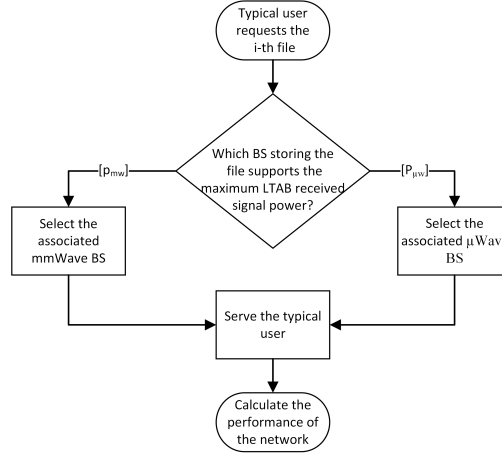 Typical user
requests the
i-th file
Which BS storing the
file supports the
maximum LTAB received
signal power?
[pmw]
[Pμw]
Select the
associated
mmWave BS
Select the
associated μWav
BS
Serve the typical
user
Calculate the
performance of
the network